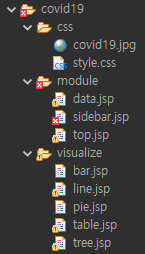 covid19
css
covid19.jpg
style.css
module
data.jsp
sidebar.jsp
top.jsp
visualize
bar.jsp
line.jsp
pie.jsp
table.jsp
tree.jsp